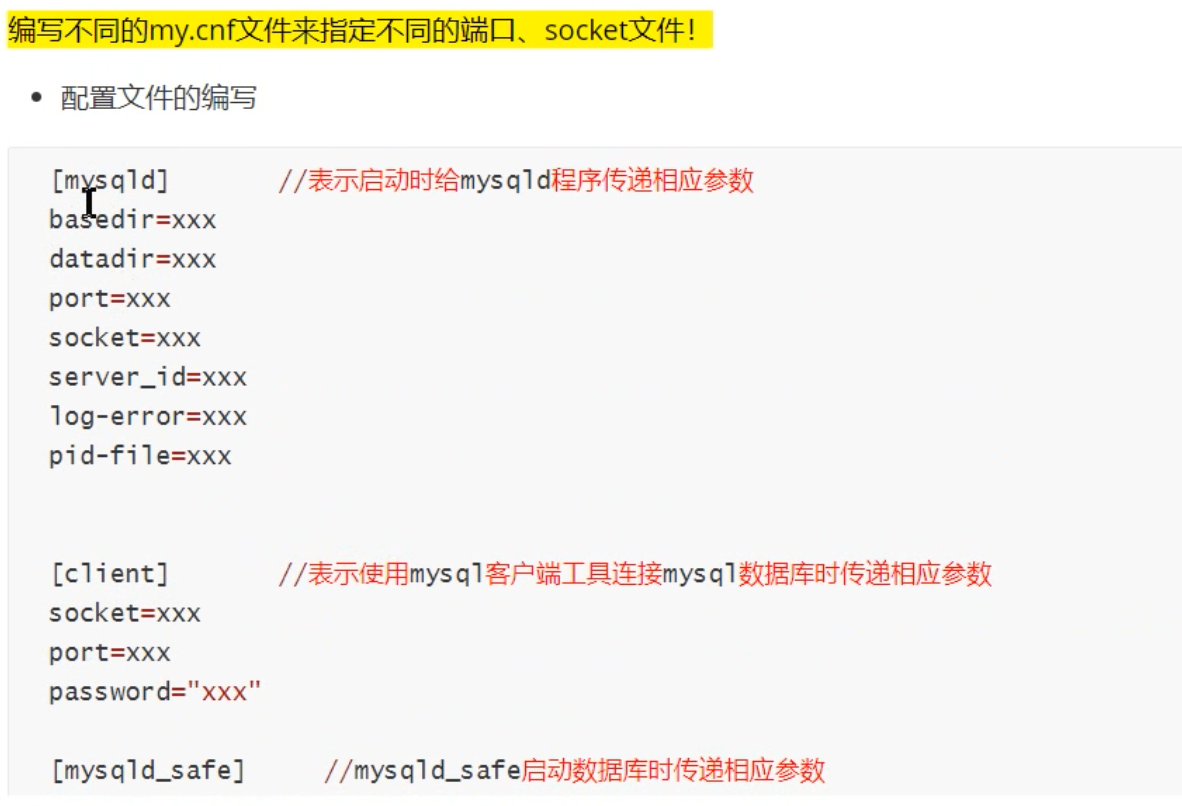 编写不同的my.cnf文件来指定不同的端口、socket文件！
• 配置文件的编写
[mysqld] //表示启动时给mysqld程序传递相应参数
basedir=xxx
datadir=xxx
port=xxx
socket=xxx
server_id=xxx
log-error=xxx
pid-file=xxx
[client] //表示使用mysql客户端工具连接mysql数据库时传递相应参数
socket=xxx
port=xxx
password="xxx"
[mysqld_safe] //mysqld_safe启动数据库时传递相应参数